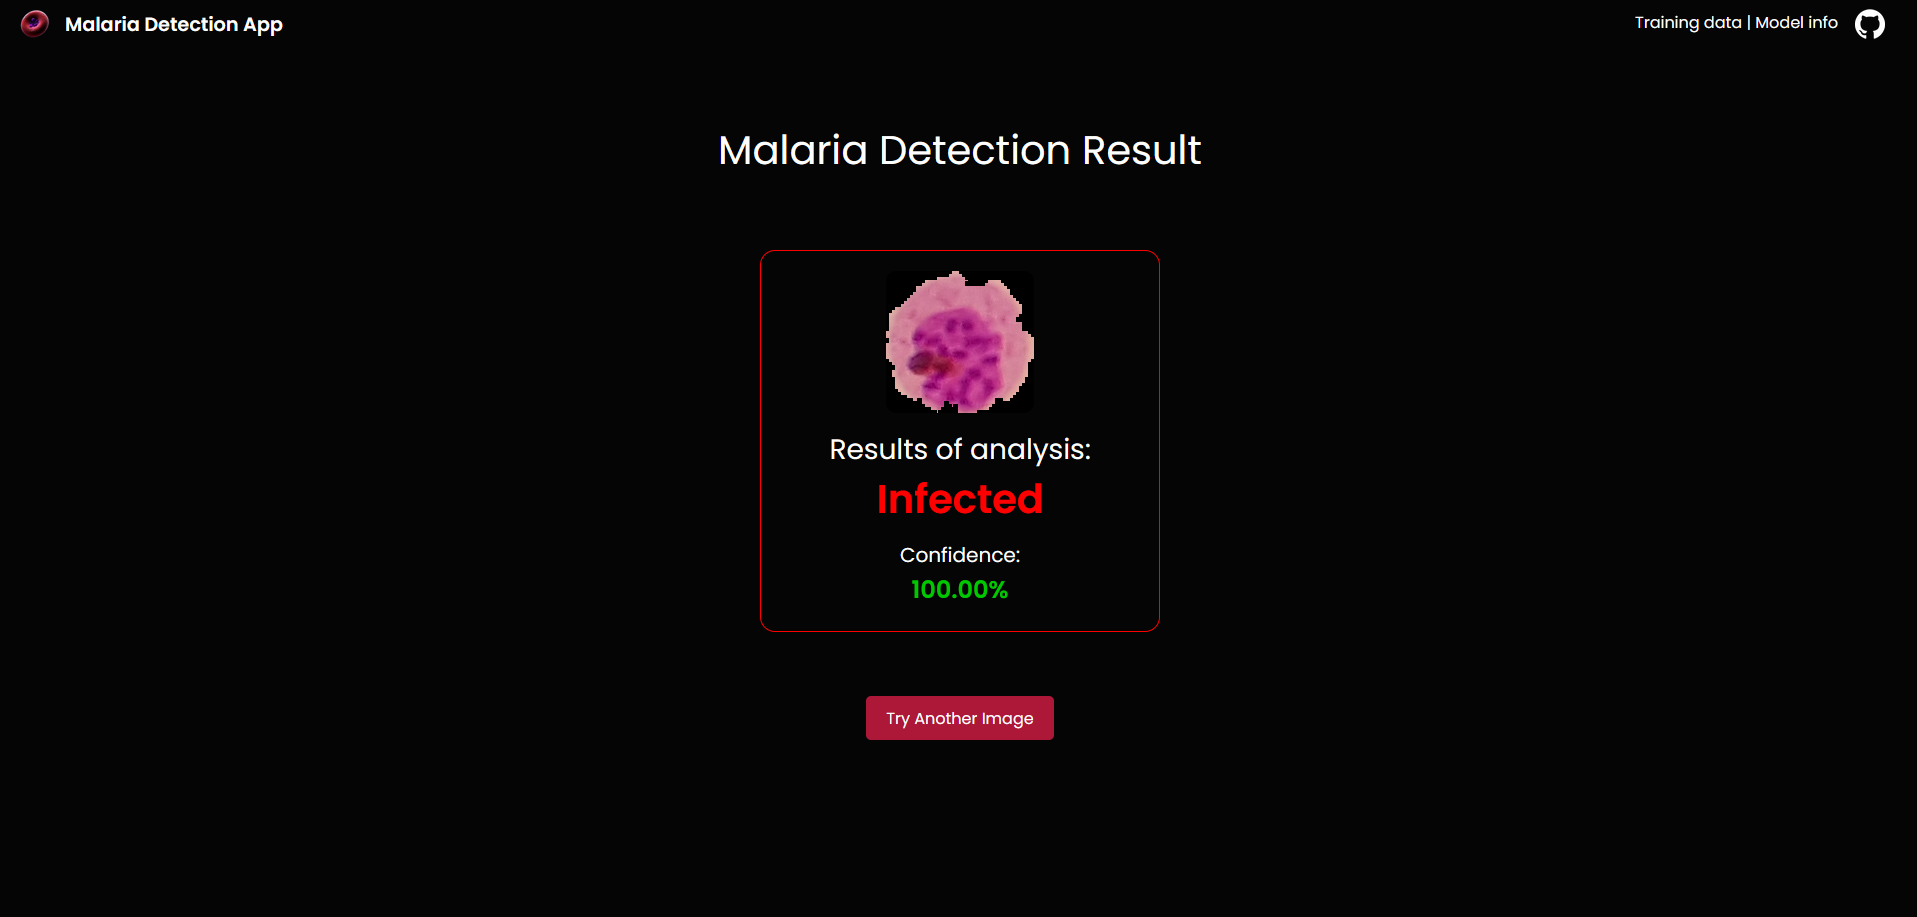 Malaria Detection App
Training data | Model info
Malaria Detection Result
Results of analysis:
Infected
Confidence:
100.00%
Try Another Image